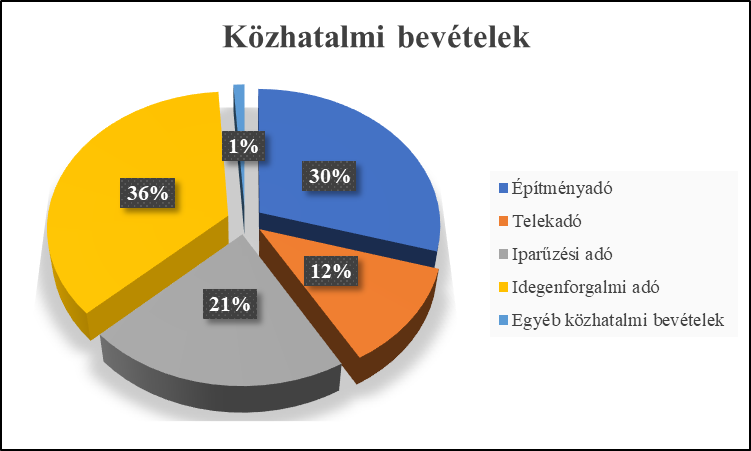 Közhatalmi bevételek
1%
30%
36%
12%
21%
Építményadó
Telekadó
Iparűzési adó
Idegenforgalmi adó
Egyéb közhatalmi bevételek